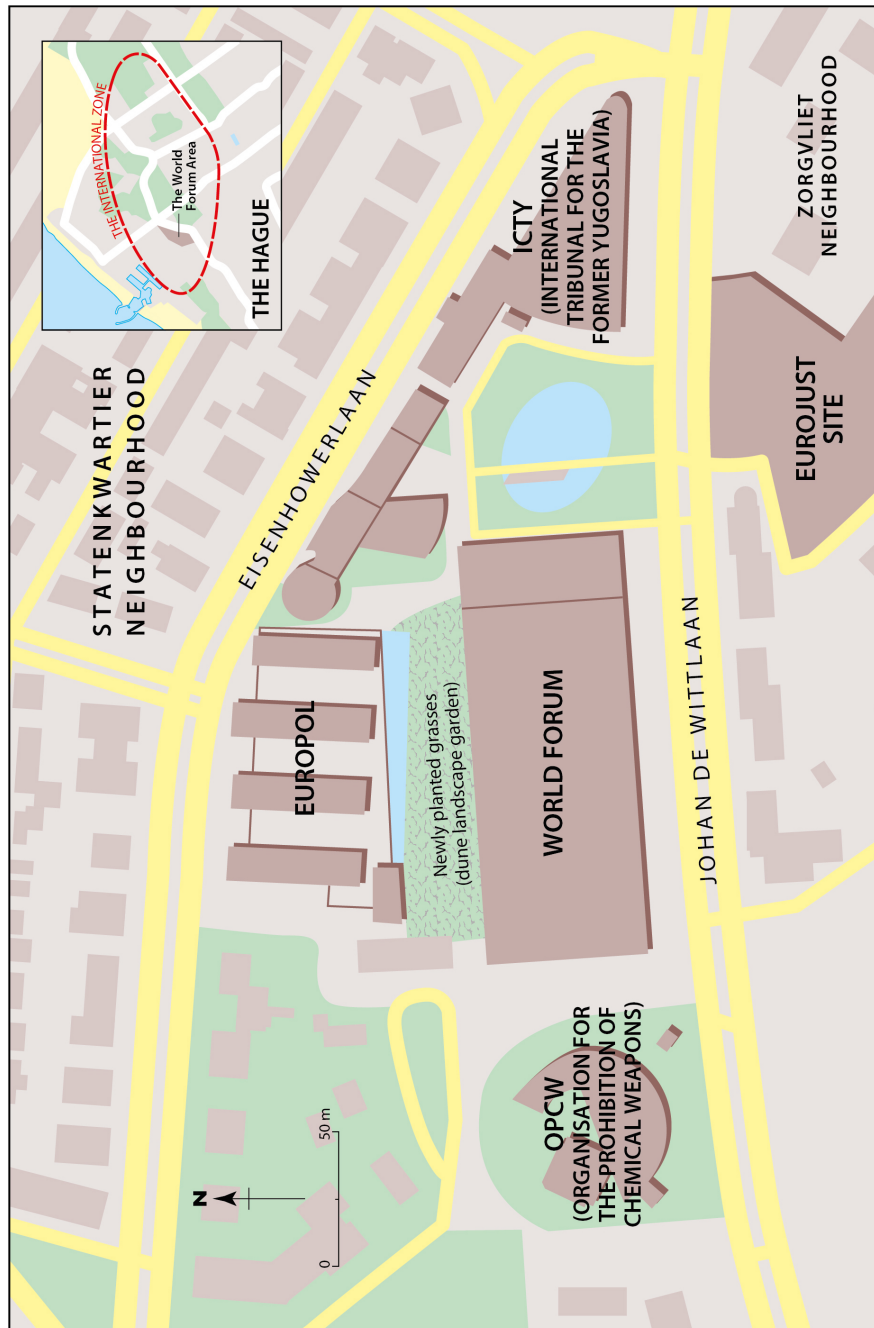 STATENKWARTIER
NEIGHBOURHOOD
THE INTERNATIONAL ZONE
The World
Forum Area
THE HAGUE
EISENHOWERLAAN
N
0
50 m
EUROPOL
Newly planted grasses
(dune landscape garden)
WORLD FORUM
ICTY
(INTERNATIONAL
TRIBUNAL FOR THE
FORMER YUGOSLAVIA)
OPCW
(ORGANISATION FOR
THE PROHIBITION OF
CHEMICAL WEAPONS)
JOHAN DE WITTLAAN
EUROJUST
SITE
ZORGVLIET
NEIGHBOURHOOD